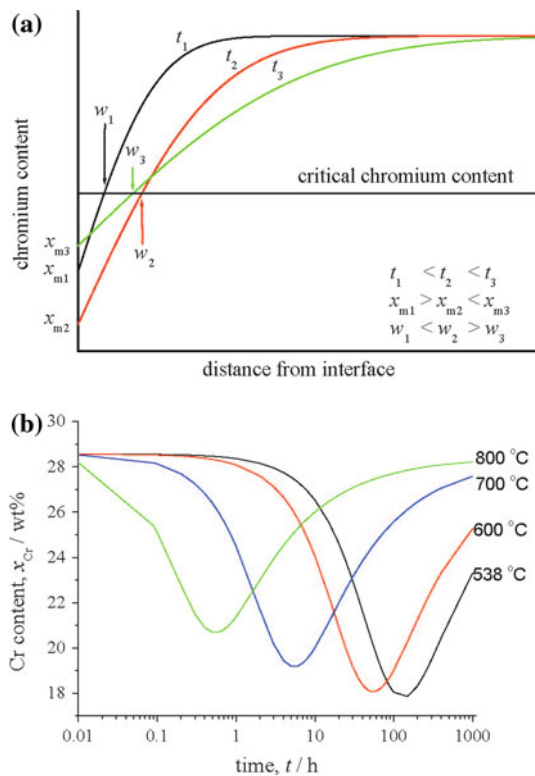 (a)
t1
t2
t3
w1
w3
critical chromium content
w2
xm3
xm1
xm2
t1 < t2 < t3
xm1 > xm2 < xm3
w1 < w2 > w3
chromium content
distance from interface
(b)
30
28
26
24
22
20
18
800 °C
700 °C
600 °C
538 °C
Cr content, xCr / wt%
0.01 0.1 1 10 100 1000
time, t / h